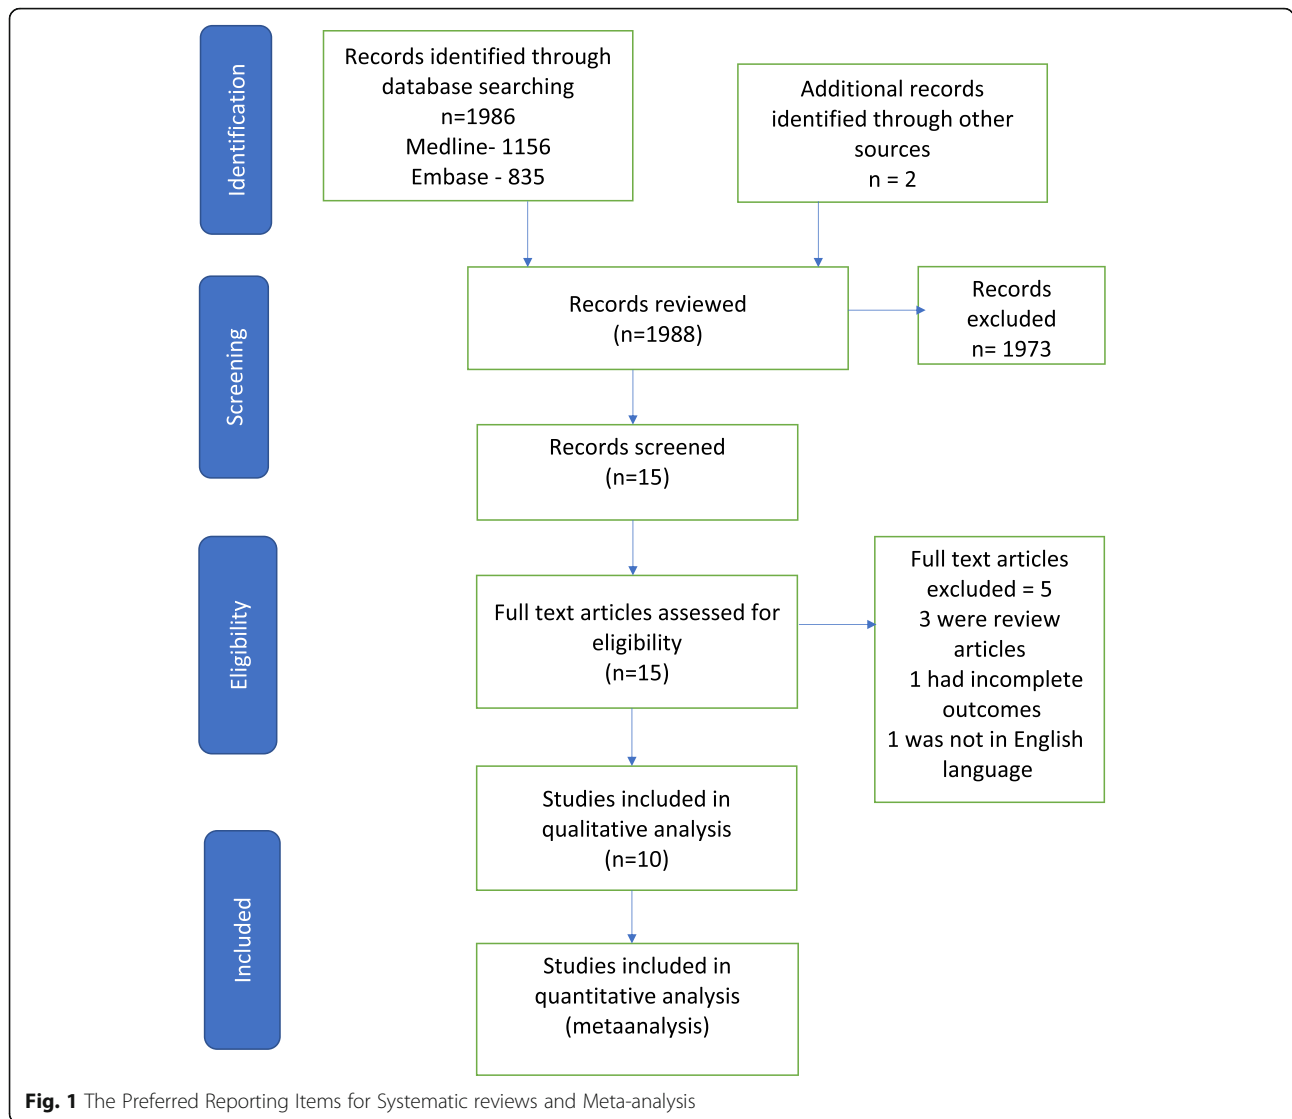 Identification
Records identified through
database searching
n=1986
Medline- 1156
Embase - 835
Additional records
identified through other
sources
n = 2
Screening
Records reviewed
(n=1988)
Records
excluded
n= 1973
Records screened
(n=15)
Eligibility
Full text articles assessed for
eligibility
(n=15)
Full text articles
excluded = 5
3 were review
articles
1 had incomplete
outcomes
1 was not in English
language
Studies included in
qualitative analysis
(n=10)
Included
Studies included in
quantitative analysis
(metaanalysis)
Fig. 1 The Preferred Reporting Items for Systematic reviews and Meta-analysis